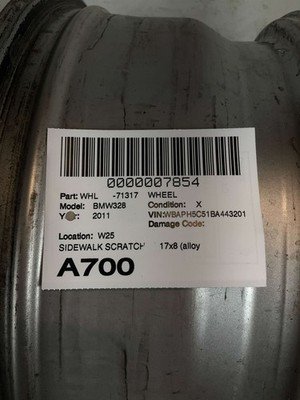 0000007854
Part: WHL -71317 WHEEL
Model: BMW328 Condition: X
2011 VIN:WBAPH5C51BA443201
Damage Code:
Location: W25
SIDEWALK SCRATCH 17x8 (alloy
A700